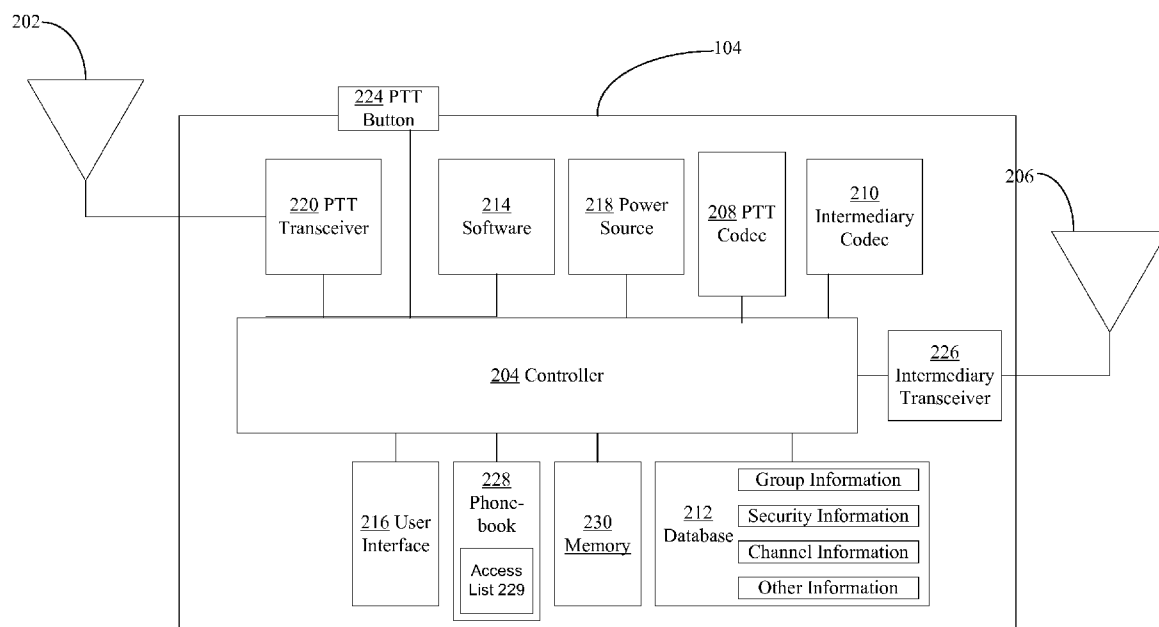 202
104
224 PTT
Button
220 PTT
Transceiver
214
Software
218 Power
Source
208 PTT
Codec
210
Intermediary
Codec
206
204 Controller
226
Intermediary
Transceiver
216 User
Interface
228
Phone-
book
Access
List 229
230
Memory
212
Database
Group Information
Security Information
Channel Information
Other Information